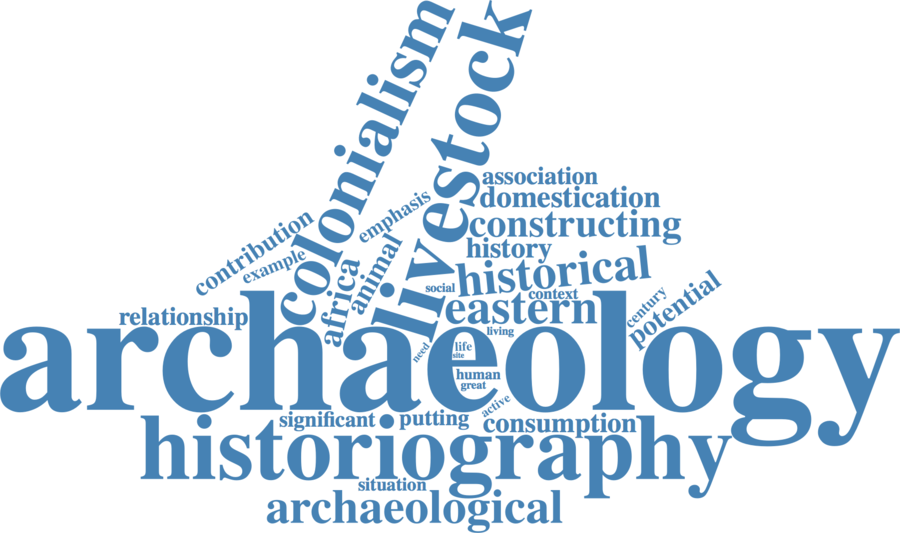 colonialism
livestock
association
domestication
emphasis
constructing
contribution
history
example
africa
animal
historical
social
context
eastern
century
potential
relationship
archaeology
living
need
life
site
human
great
active
significant
putting
consumption
historiography
situation
archaeological